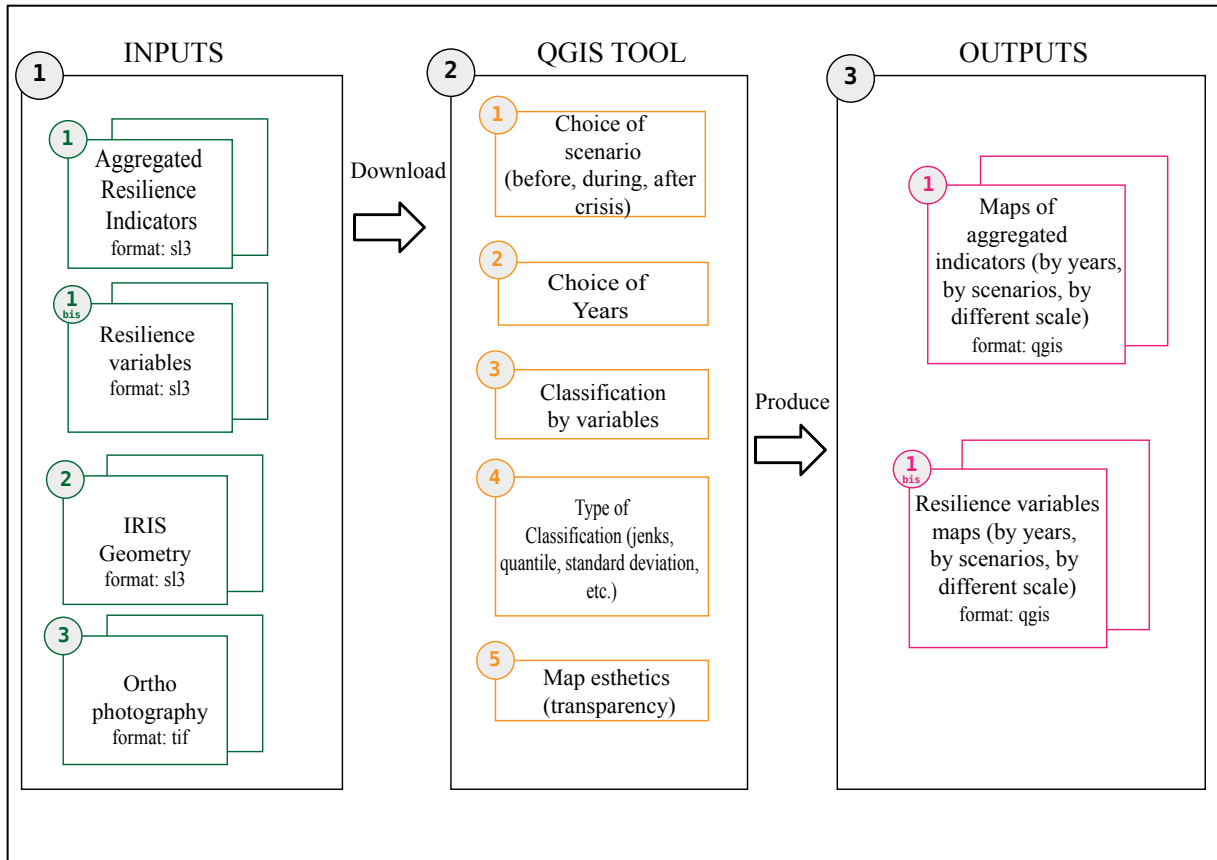 INPUTS
1
1
Aggregated
Resilience
Indicators
format: sl3
1
bis
Resilience
variables
format: sl3
2
IRIS
Geometry
format: sl3
3
Ortho
photography
format: tif
Download
QGIS TOOL
2
1
Choice of
scenario
(before, during, after
crisis)
2
Choice of
Years
3
Classification
by variables
4
Type of
Classification (jenks,
quantile, standard deviation,
etc.)
5
Map esthetics
(transparency)
Produce
OUTPUTS
3
1
Maps of
aggregated
indicators (by years,
by scenarios, by
different scale)
format: qgis
1
bis
Resilience variables
maps (by years,
by scenarios, by
different scale)
format: qgis